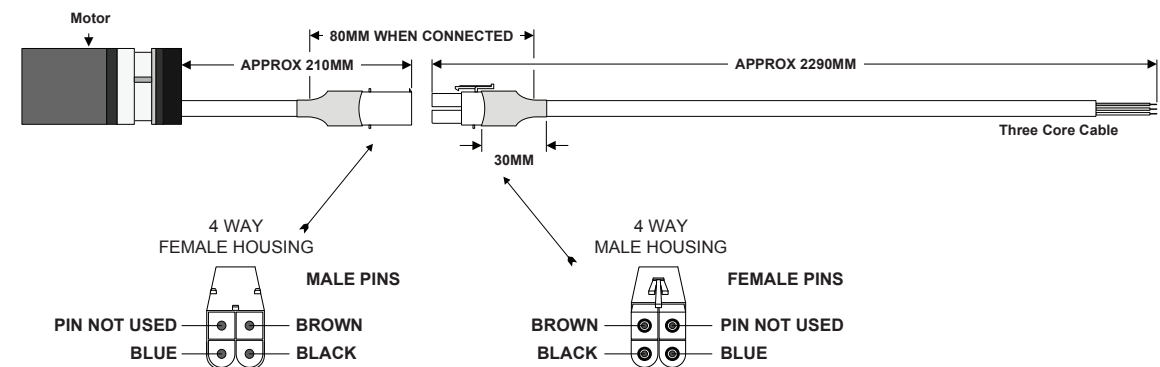 Motor
80MM WHEN CONNECTED
APPROX 210MM
APPROX 2290MM
Three Core Cable
30MM
4 WAY
FEMALE HOUSING
MALE PINS
PIN NOT USED
BROWN
BLUE
BLACK
4 WAY
MALE HOUSING
FEMALE PINS
BROWN
PIN NOT USED
BLACK
BLUE